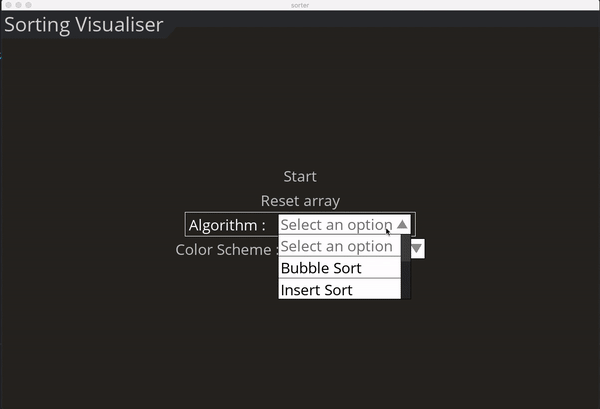 sorter
Sorting Visualiser
Start
Reset array
Algorithm : Select an option
Select an option
Color Scheme :
Bubble Sort
Insert Sort